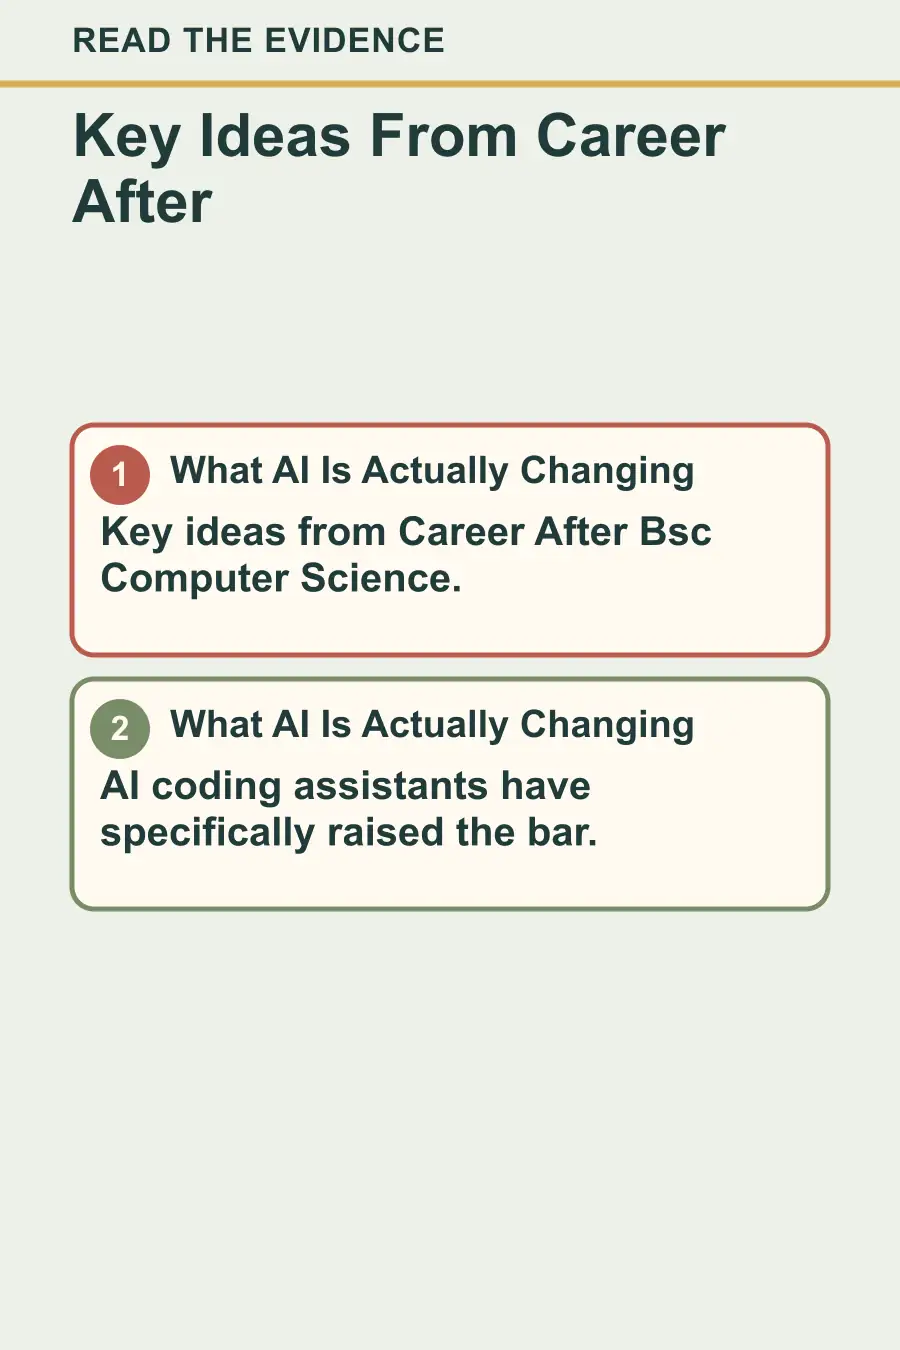 READ THE EVIDENCE
Key Ideas From Career
After
1 What AI Is Actually Changing
Key ideas from Career After Bsc
Computer Science.
2 What AI Is Actually Changing
AI coding assistants have
specifically raised the bar.